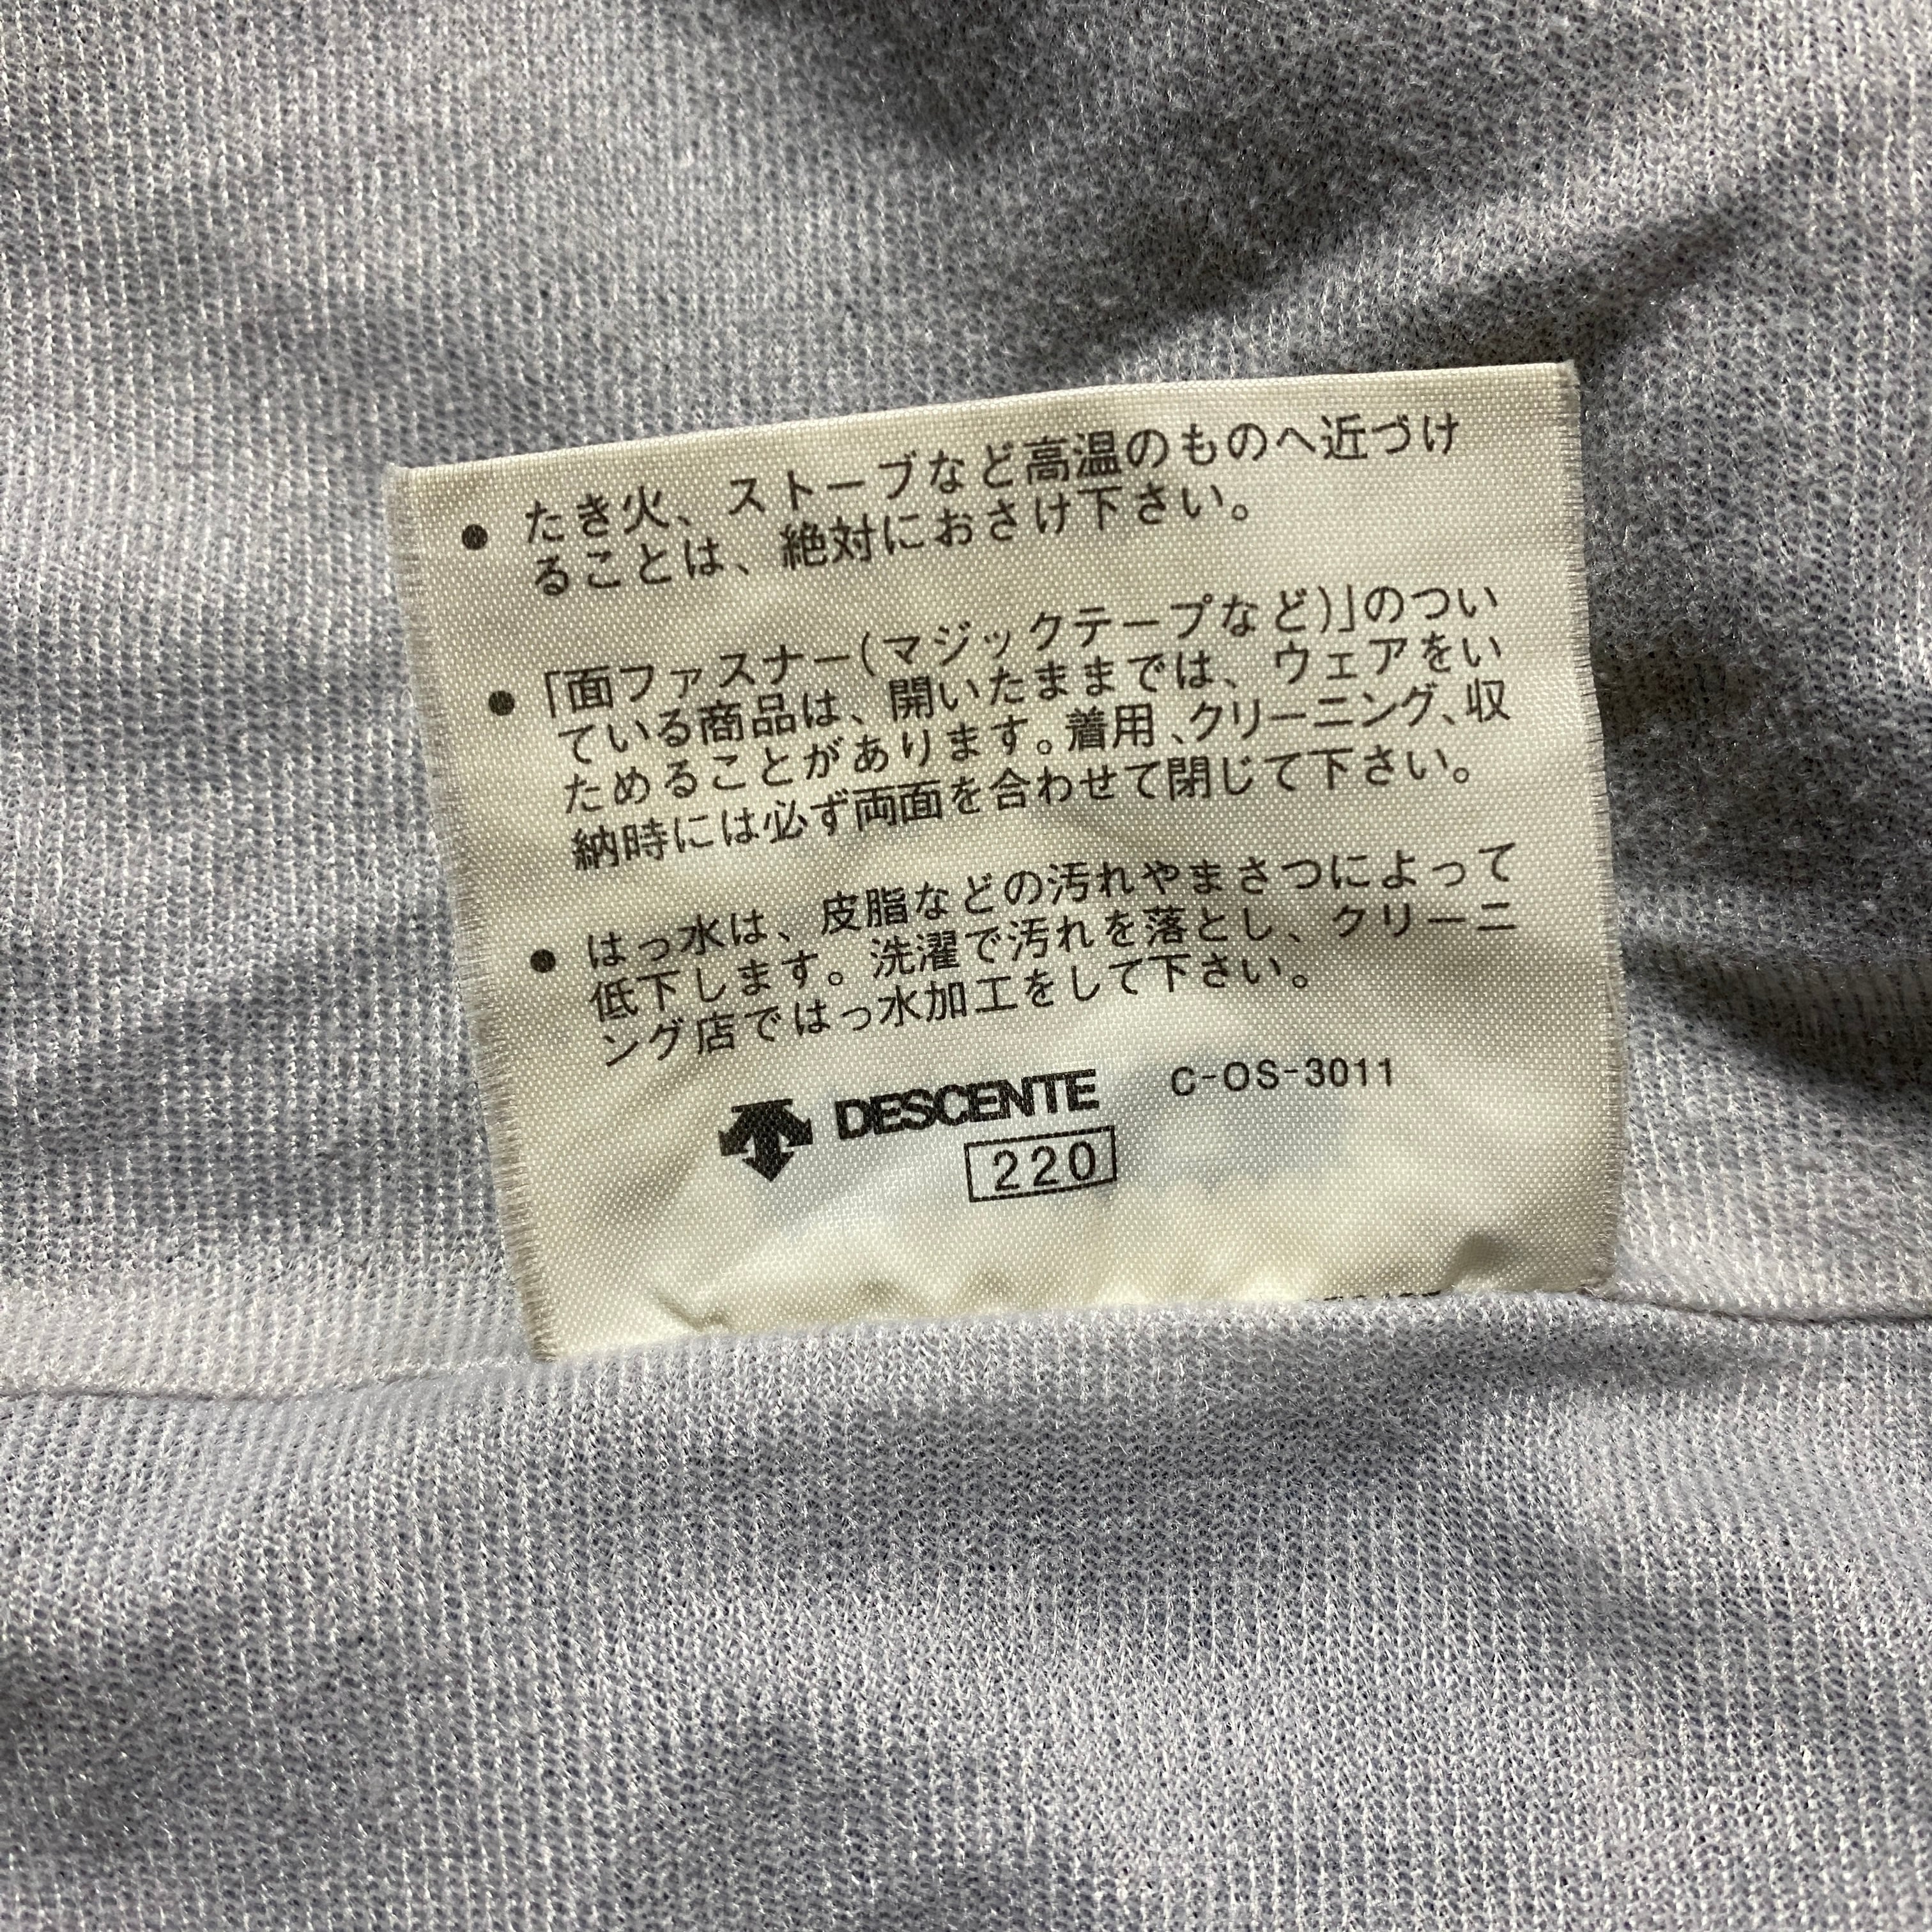 ● たき火、ストーブなど高温のものへ近づけ
ることは、絶対におさけ下さい。
● 「面ファスナー(マジックテープなど)」のつい
ている商品は、開いたままでは、ウェアをい
ためることがあります。着用、クリーニング、収
納時には必ず両面を合わせて閉じて下さい。
● はっ水は、皮脂などの汚れやまさつによって
低下します。洗濯で汚れを落とし、クリーニ
ング店ではっ水加工をして下さい。
DESCENTE C-OS-3011
220